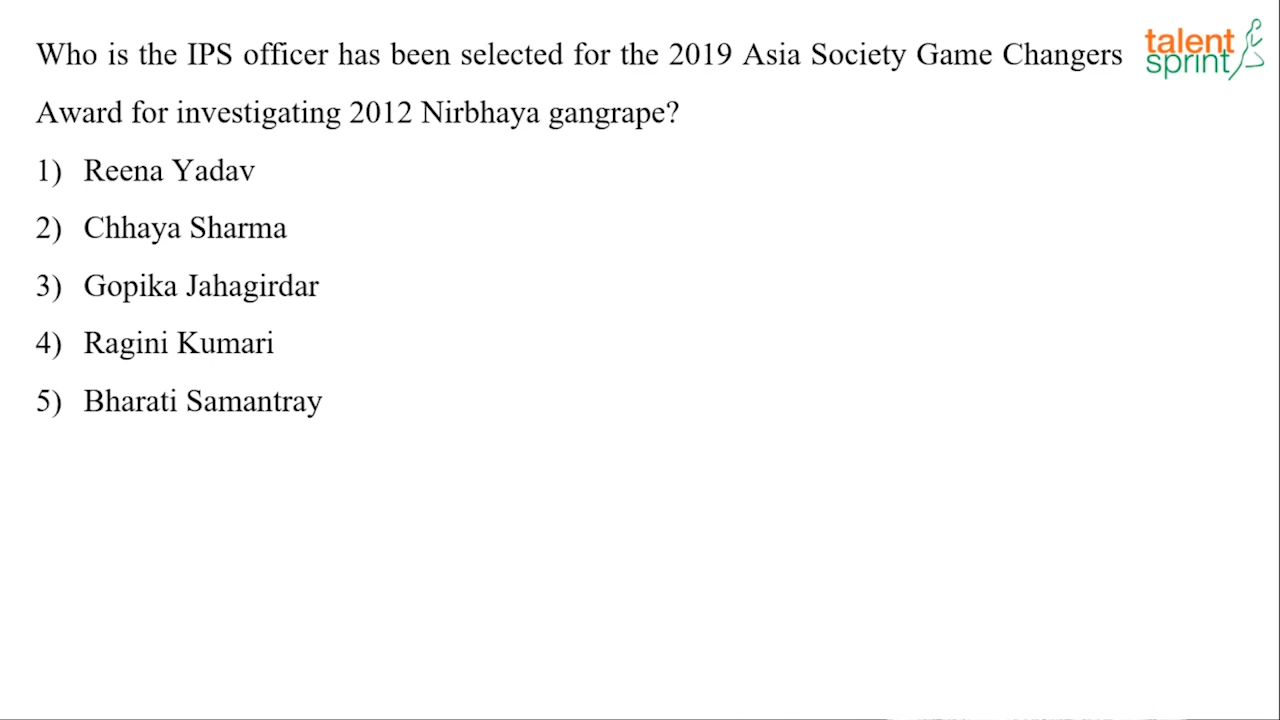 Who is the IPS officer has been selected for the 2019 Asia Society Game Changers
Award for investigating 2012 Nirbhaya gangrape?
1) Reena Yadav
2) Chhaya Sharma
3) Gopika Jahagirdar
4) Ragini Kumari
5) Bharati Samantray
talent
sprint